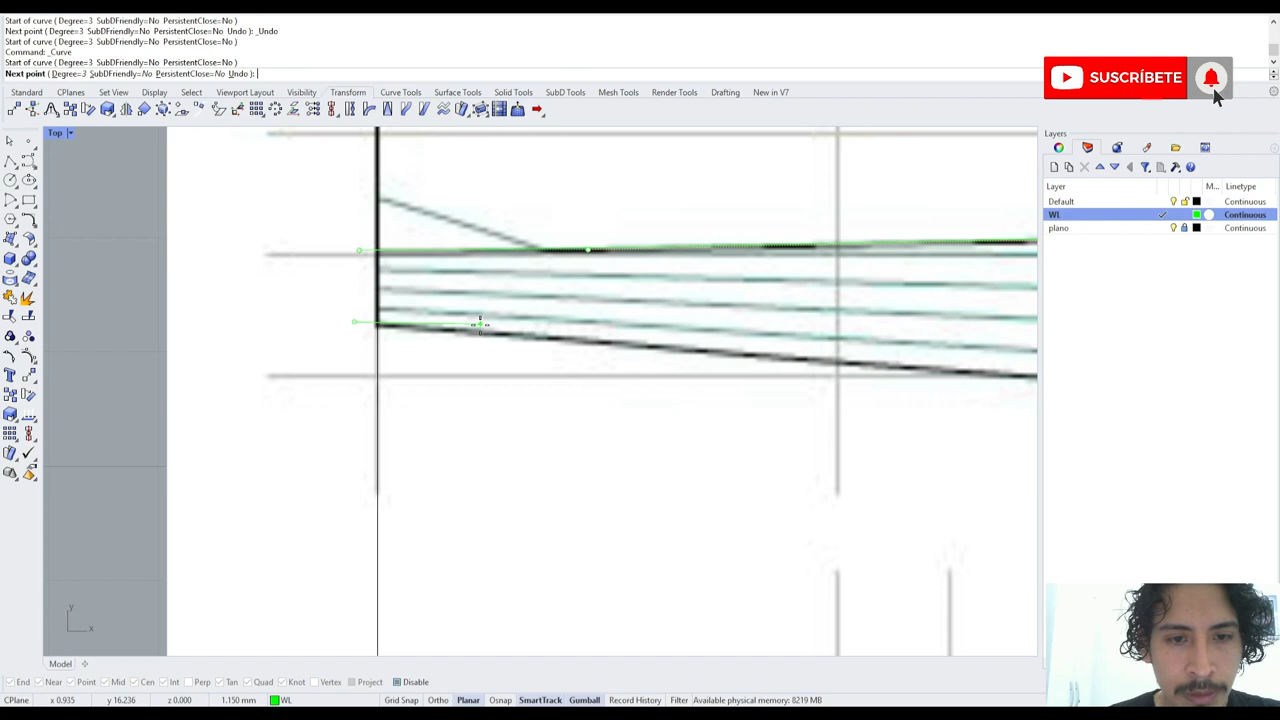 Start of curve ( Degree=3 SubDFriendly=No PersistentClose=No )
Next point ( Degree=3 SubDFriendly=No PersistentClose=No Undo ): _Undo
Start of curve ( Degree=3 SubDFriendly=No PersistentClose=No )
Command: _Curve
Start of curve ( Degree=3 SubDFriendly=No PersistentClose=No )
Next point ( Degree=3 SubDFriendly=No PersistentClose=No Undo ):
SUSCRÍBETE
Standard CPlanes Set View Display Select Viewport Layout Visibility Transform Curve Tools Surface Tools Solid Tools SubD Tools Mesh Tools Render Tools Drafting New in V7
Top
Layers
Layer M... Linetype
Default Continuous
WL Continuous
plano Continuous
y
x
Model
End Near Point Mid Cen Int Perp Tan Quad Knot Vertex Project Disable
CPlane x 0.935 y 16.236 z 0.000 1.150 mm WL Grid Snap Ortho Planar Osnap SmartTrack Gumball Record History Filter Available physical memory: 8219 MB